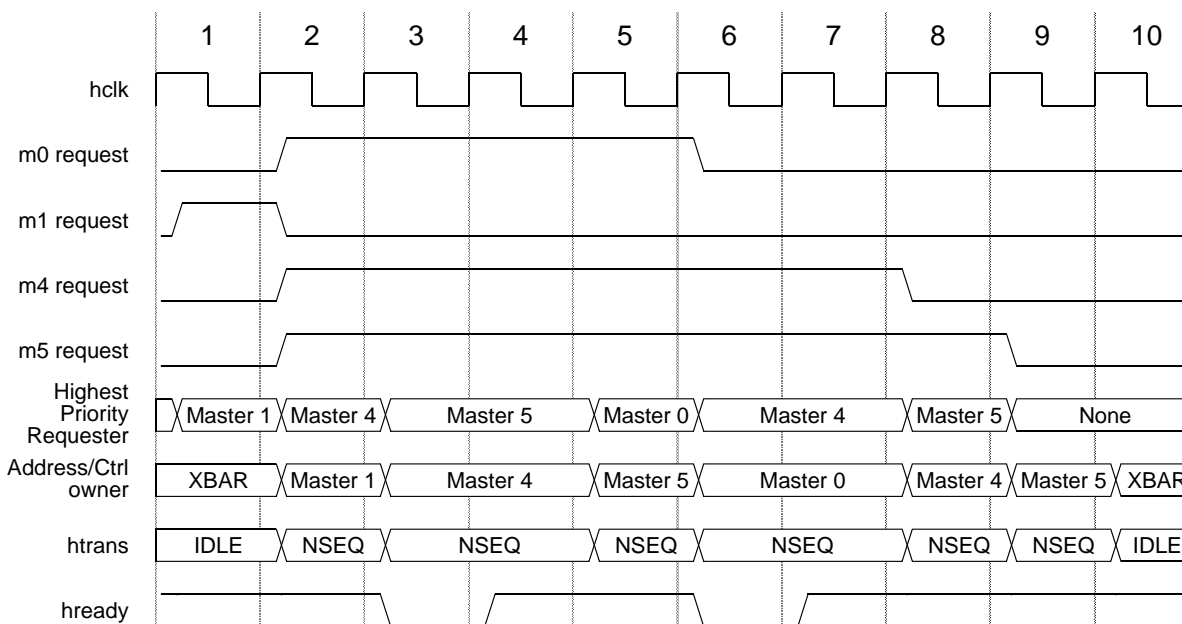 1 2 3 4 5 6 7 8 9 10
hclk
m0 request
m1 request
m4 request
m5 request
Highest
Priority
Requester
Master 1 Master 4 Master 5 Master 0 Master 4 Master 5 None
Address/Ctrl
owner
XBAR Master 1 Master 4 Master 5 Master 0 Master 4 Master 5 XBAR
htrans IDLE NSEQ NSEQ NSEQ NSEQ NSEQ NSEQ IDLE
hready